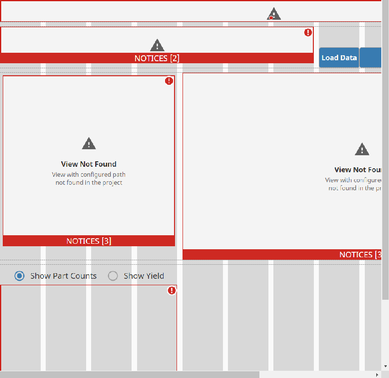 NOTICES [2]
Load Data
View Not Found
View with configured path
not found in the project
NOTICES [3]
View Not Fou
View with configure
not found in the pr
NOTICES [3
Show Part Counts
Show Yield